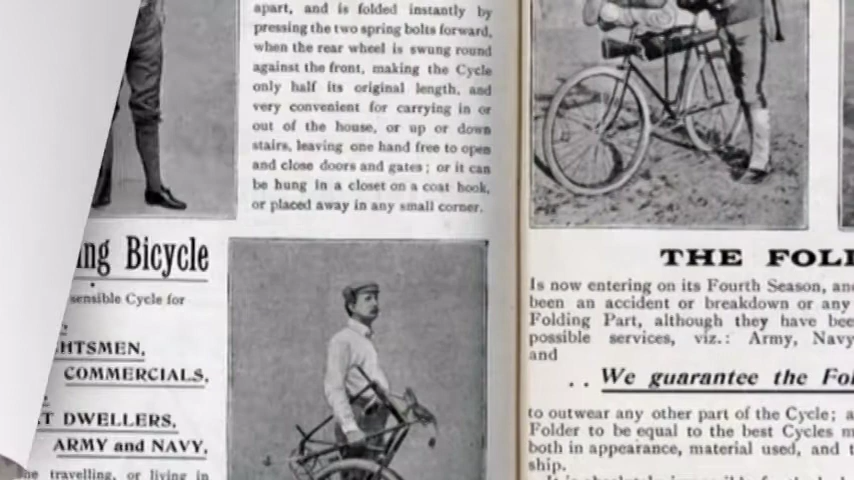 apart, and is folded instantly by
pressing the two spring bolts forward,
when the rear wheel is swung round
against the front, making the Cycle
only half its original length, and
very convenient for carrying in or
out of the house, or up or down
stairs, leaving one hand free to open
and close doors and gates; or it can
be hung in a closet on a coat hook,
or placed away in any small corner.
ng Bicycle
sensible Cycle for
HTSMEN,
COMMERCIALS,
T DWELLERS,
ARMY and NAVY,
he travelling, or living in
THE FOL
Is now entering on its Fourth Season, an
been an accident or breakdown or any
Folding Part, although they have bee
possible services, viz.: Army, Navy
and
.. We guarantee the Fol
to outwear any other part of the Cycle; a
Folder to be equal to the best Cycles m
both in appearance, material used, and t
ship.